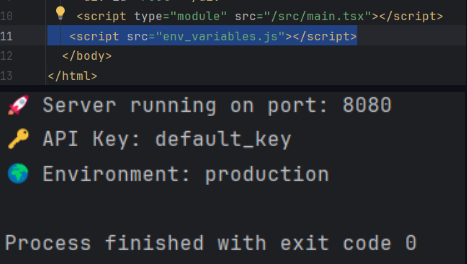 10 <script type="module" src="/src/main.tsx"></script>
11 <script src="env_variables.js"></script>
12 </body>
13 </html>
🚀 Server running on port: 8080
🔑 API Key: default_key
🌍 Environment: production
Process finished with exit code 0